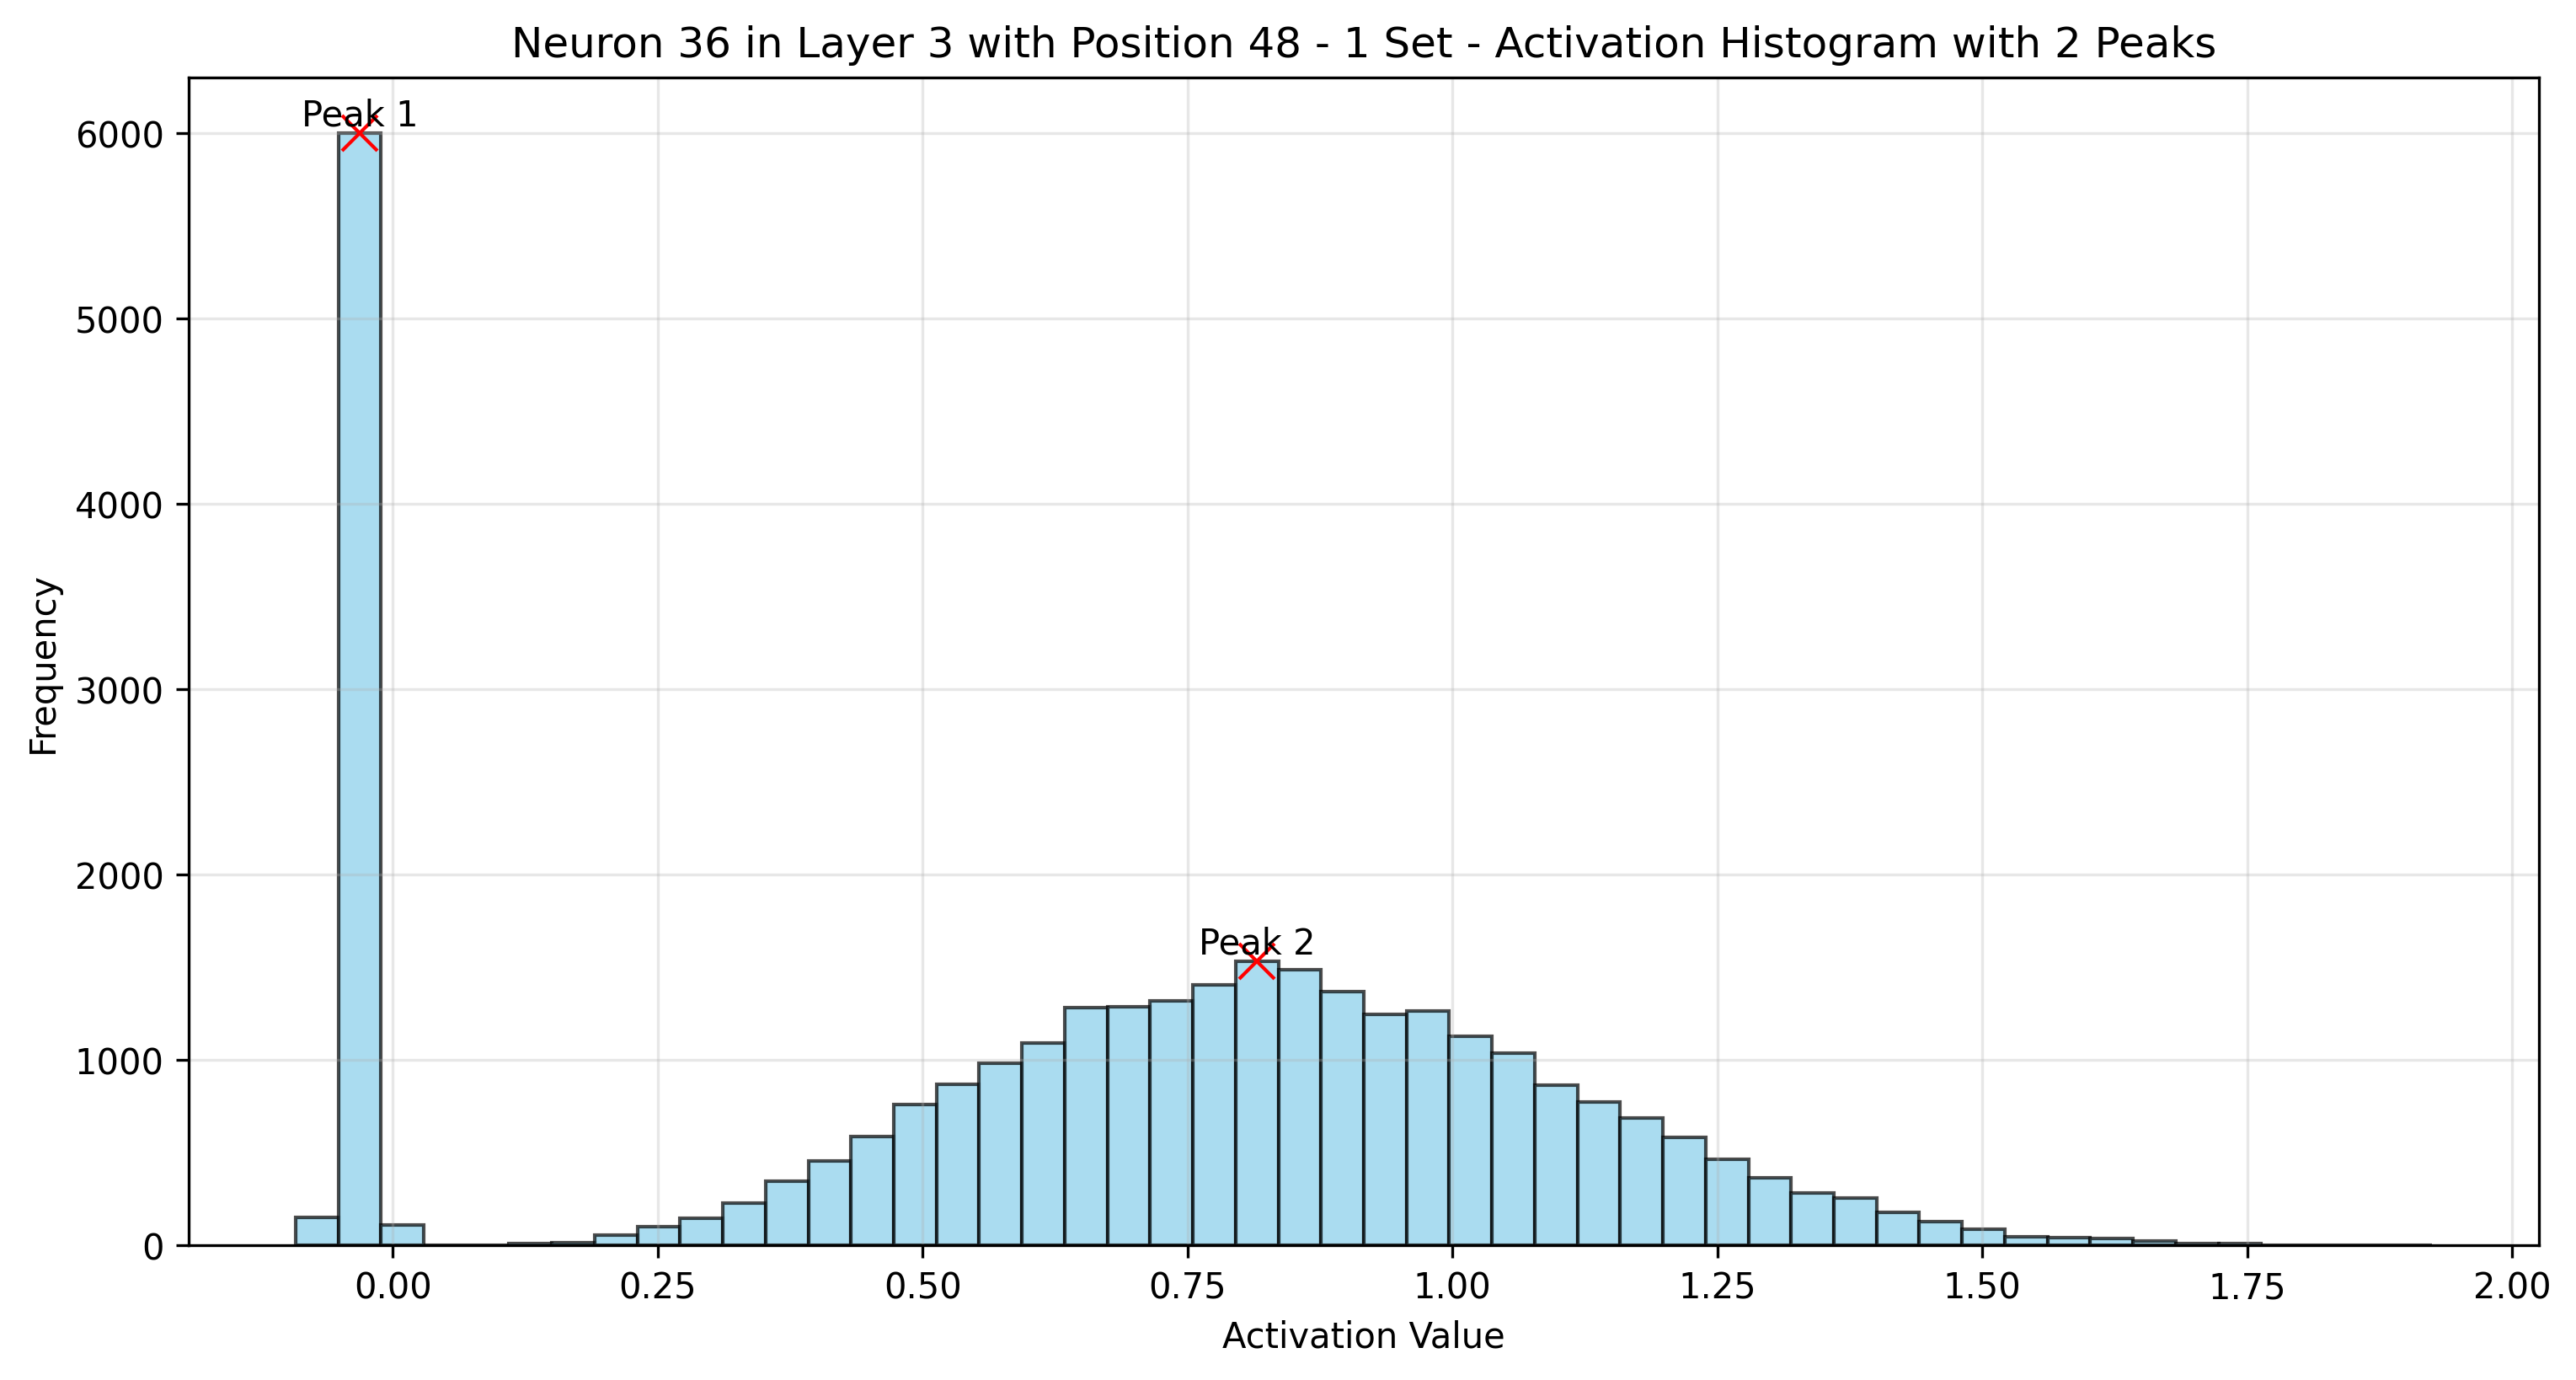 Neuron 36 in Layer 3 with Position 48 - 1 Set - Activation Histogram with 2 Peaks
Peak 1
6000
5000
4000
3000
Frequency
2000
Peak 2
1000
0
0.00 0.25 0.50 0.75 1.00 1.25 1.50 1.75 2.00
Activation Value